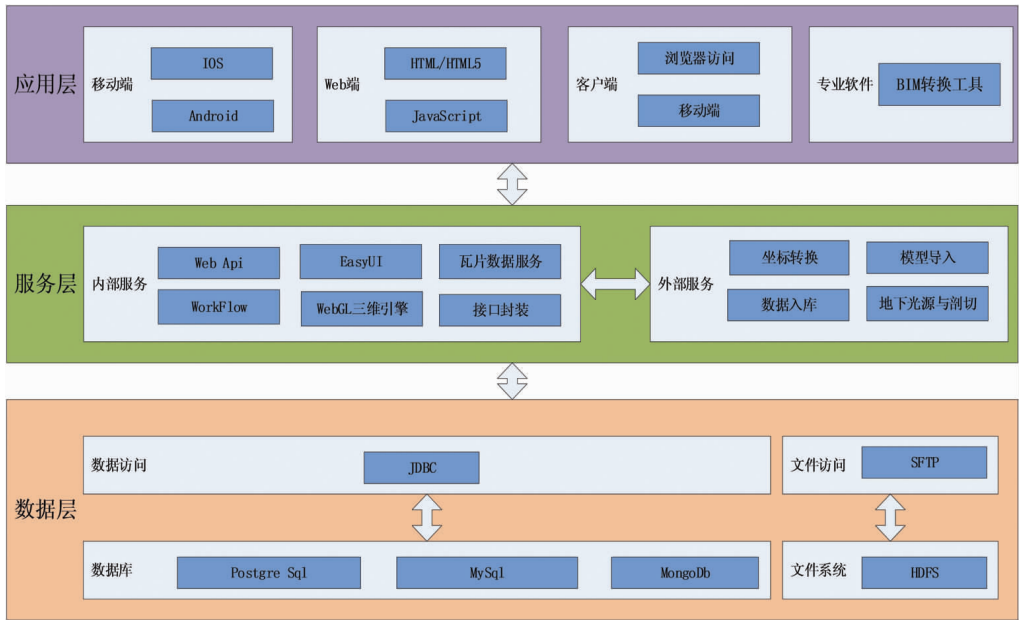 应用层
移动端
IOS
Android
Web端
HTML/HTML5
JavaScript
客户端
浏览器访问
移动端
专业软件
BIM转换工具
服务层
内部服务
Web Api
EasyUI
瓦片数据服务
WorkFlow
WebGL三维引擎
接口封装
外部服务
坐标转换
模型导入
数据入库
地下光源与剖切
数据层
数据访问
JDBC
文件访问
SFTP
数据库
Postgre Sql
MySql
MongoDb
文件系统
HDFS